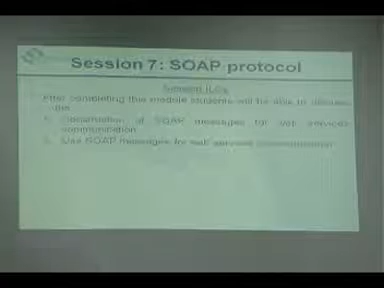 Session 7: SOAP protocol
Session ILOs
After completing this module students will be able to discuss
the
1. Construction of SOAP messages for web services
communication
2. Use SOAP messages for web services communication